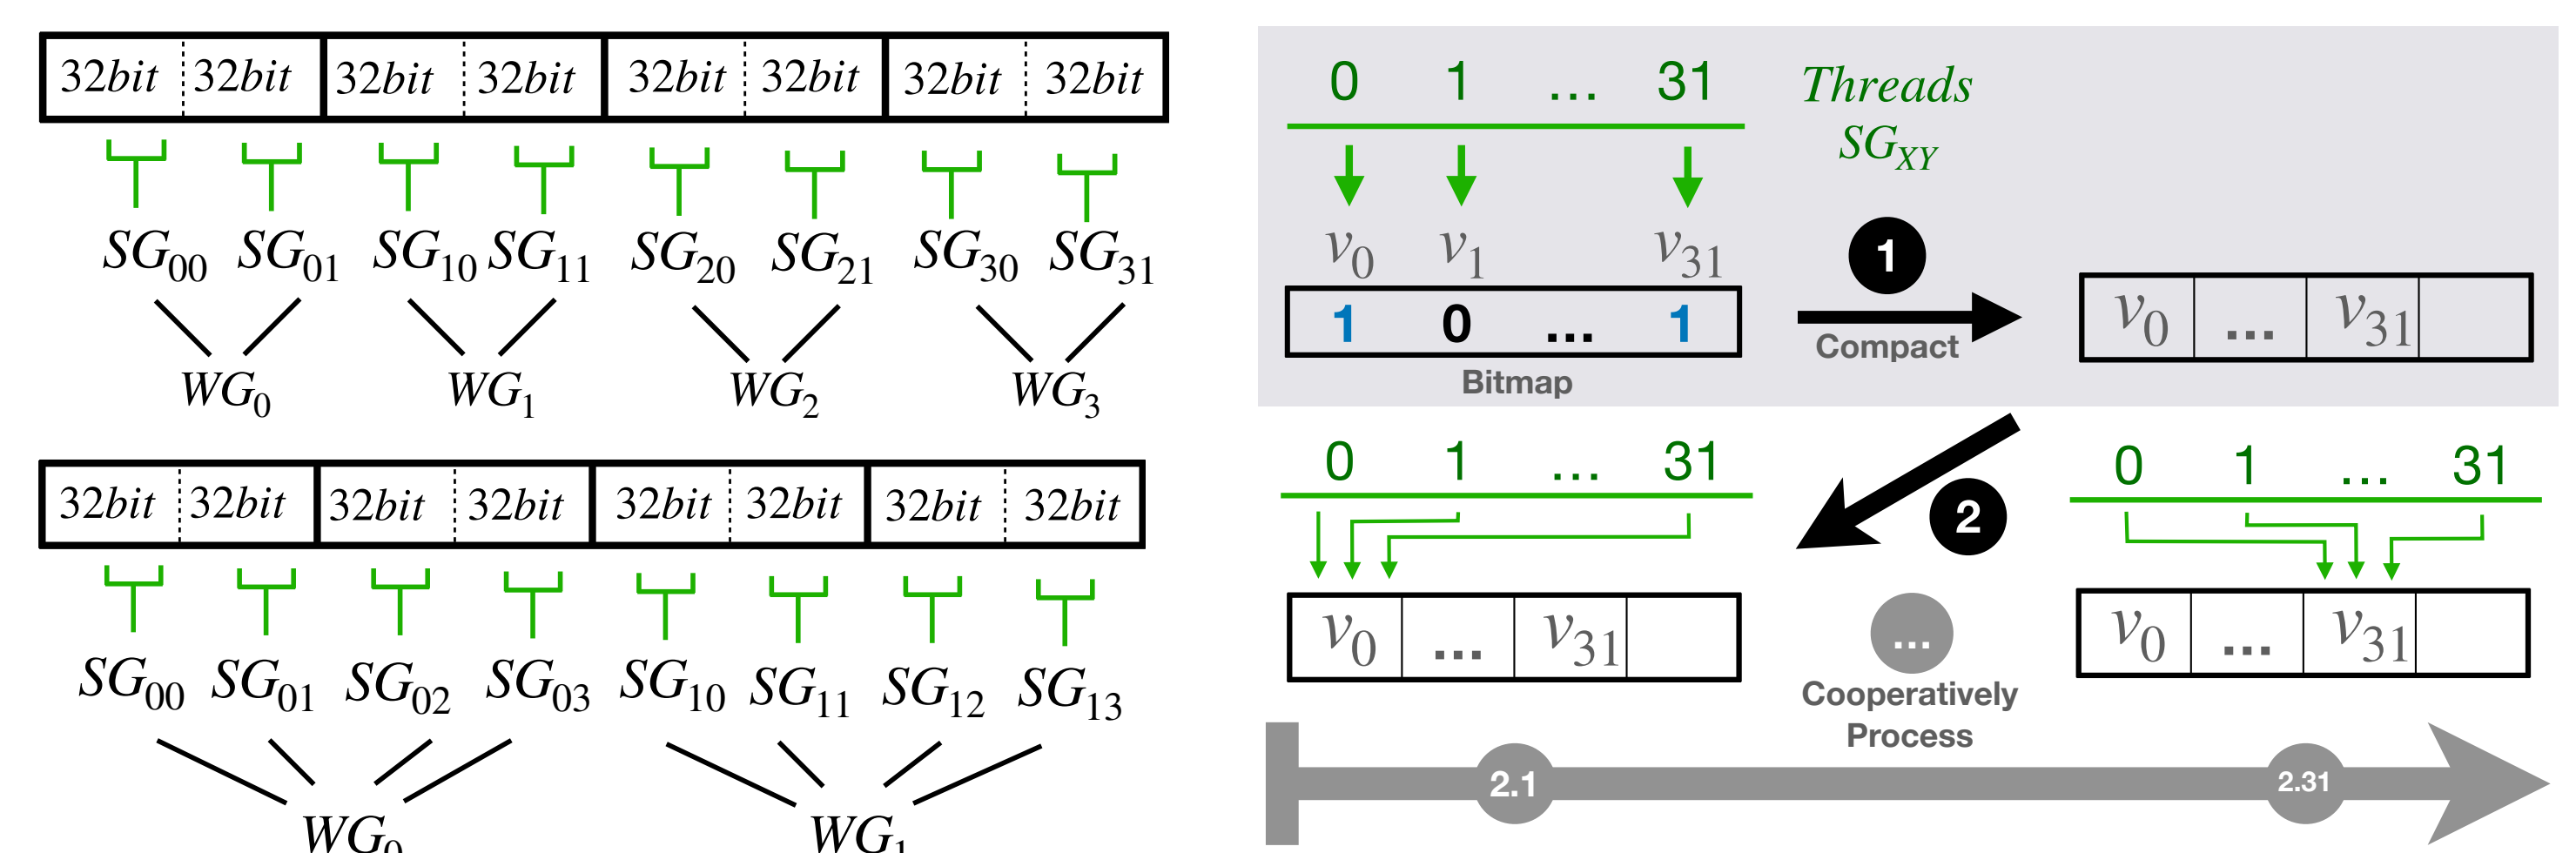 32bit 32bit 32bit 32bit 32bit 32bit 32bit 32bit
SG00 SG01 SG10 SG11 SG20 SG21 SG30 SG31
WG0 WG1 WG2 WG3
32bit 32bit 32bit 32bit 32bit 32bit 32bit 32bit
SG00 SG01 SG02 SG03 SG10 SG11 SG12 SG13
WG0 WG1
0 1 ... 31 Threads
SGXY
v0 v1 v31
1
1 0 ... 1
Compact
v0 ... v31
Bitmap
0 1 ... 31
2
0 1 ... 31
v0 ... v31
...
v0 ... v31
Cooperatively
Process
2.1 2.31